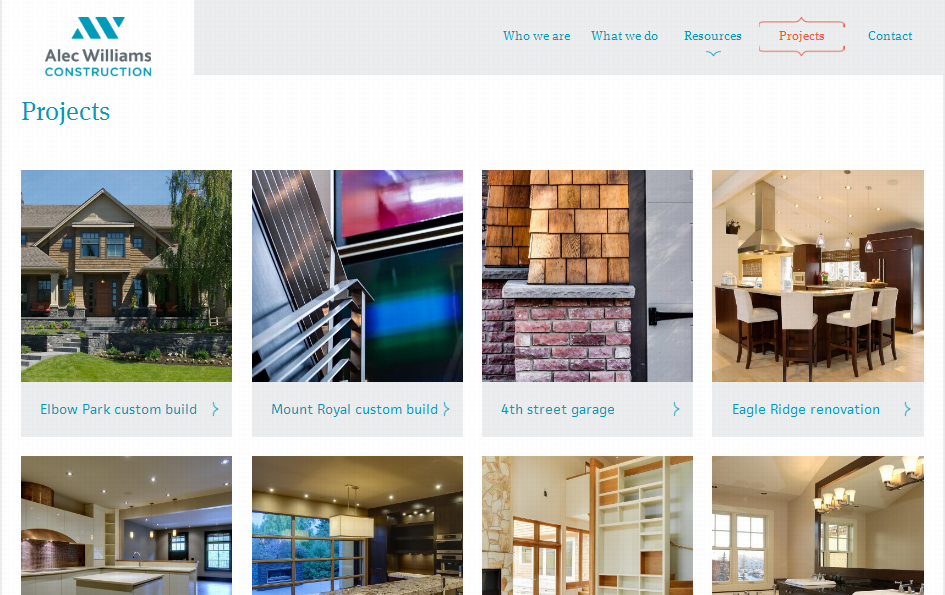 Alec Williams
CONSTRUCTION
Who we are
What we do
Resources
Projects
Contact
Projects
Elbow Park custom build
Mount Royal custom build
4th street garage
Eagle Ridge renovation